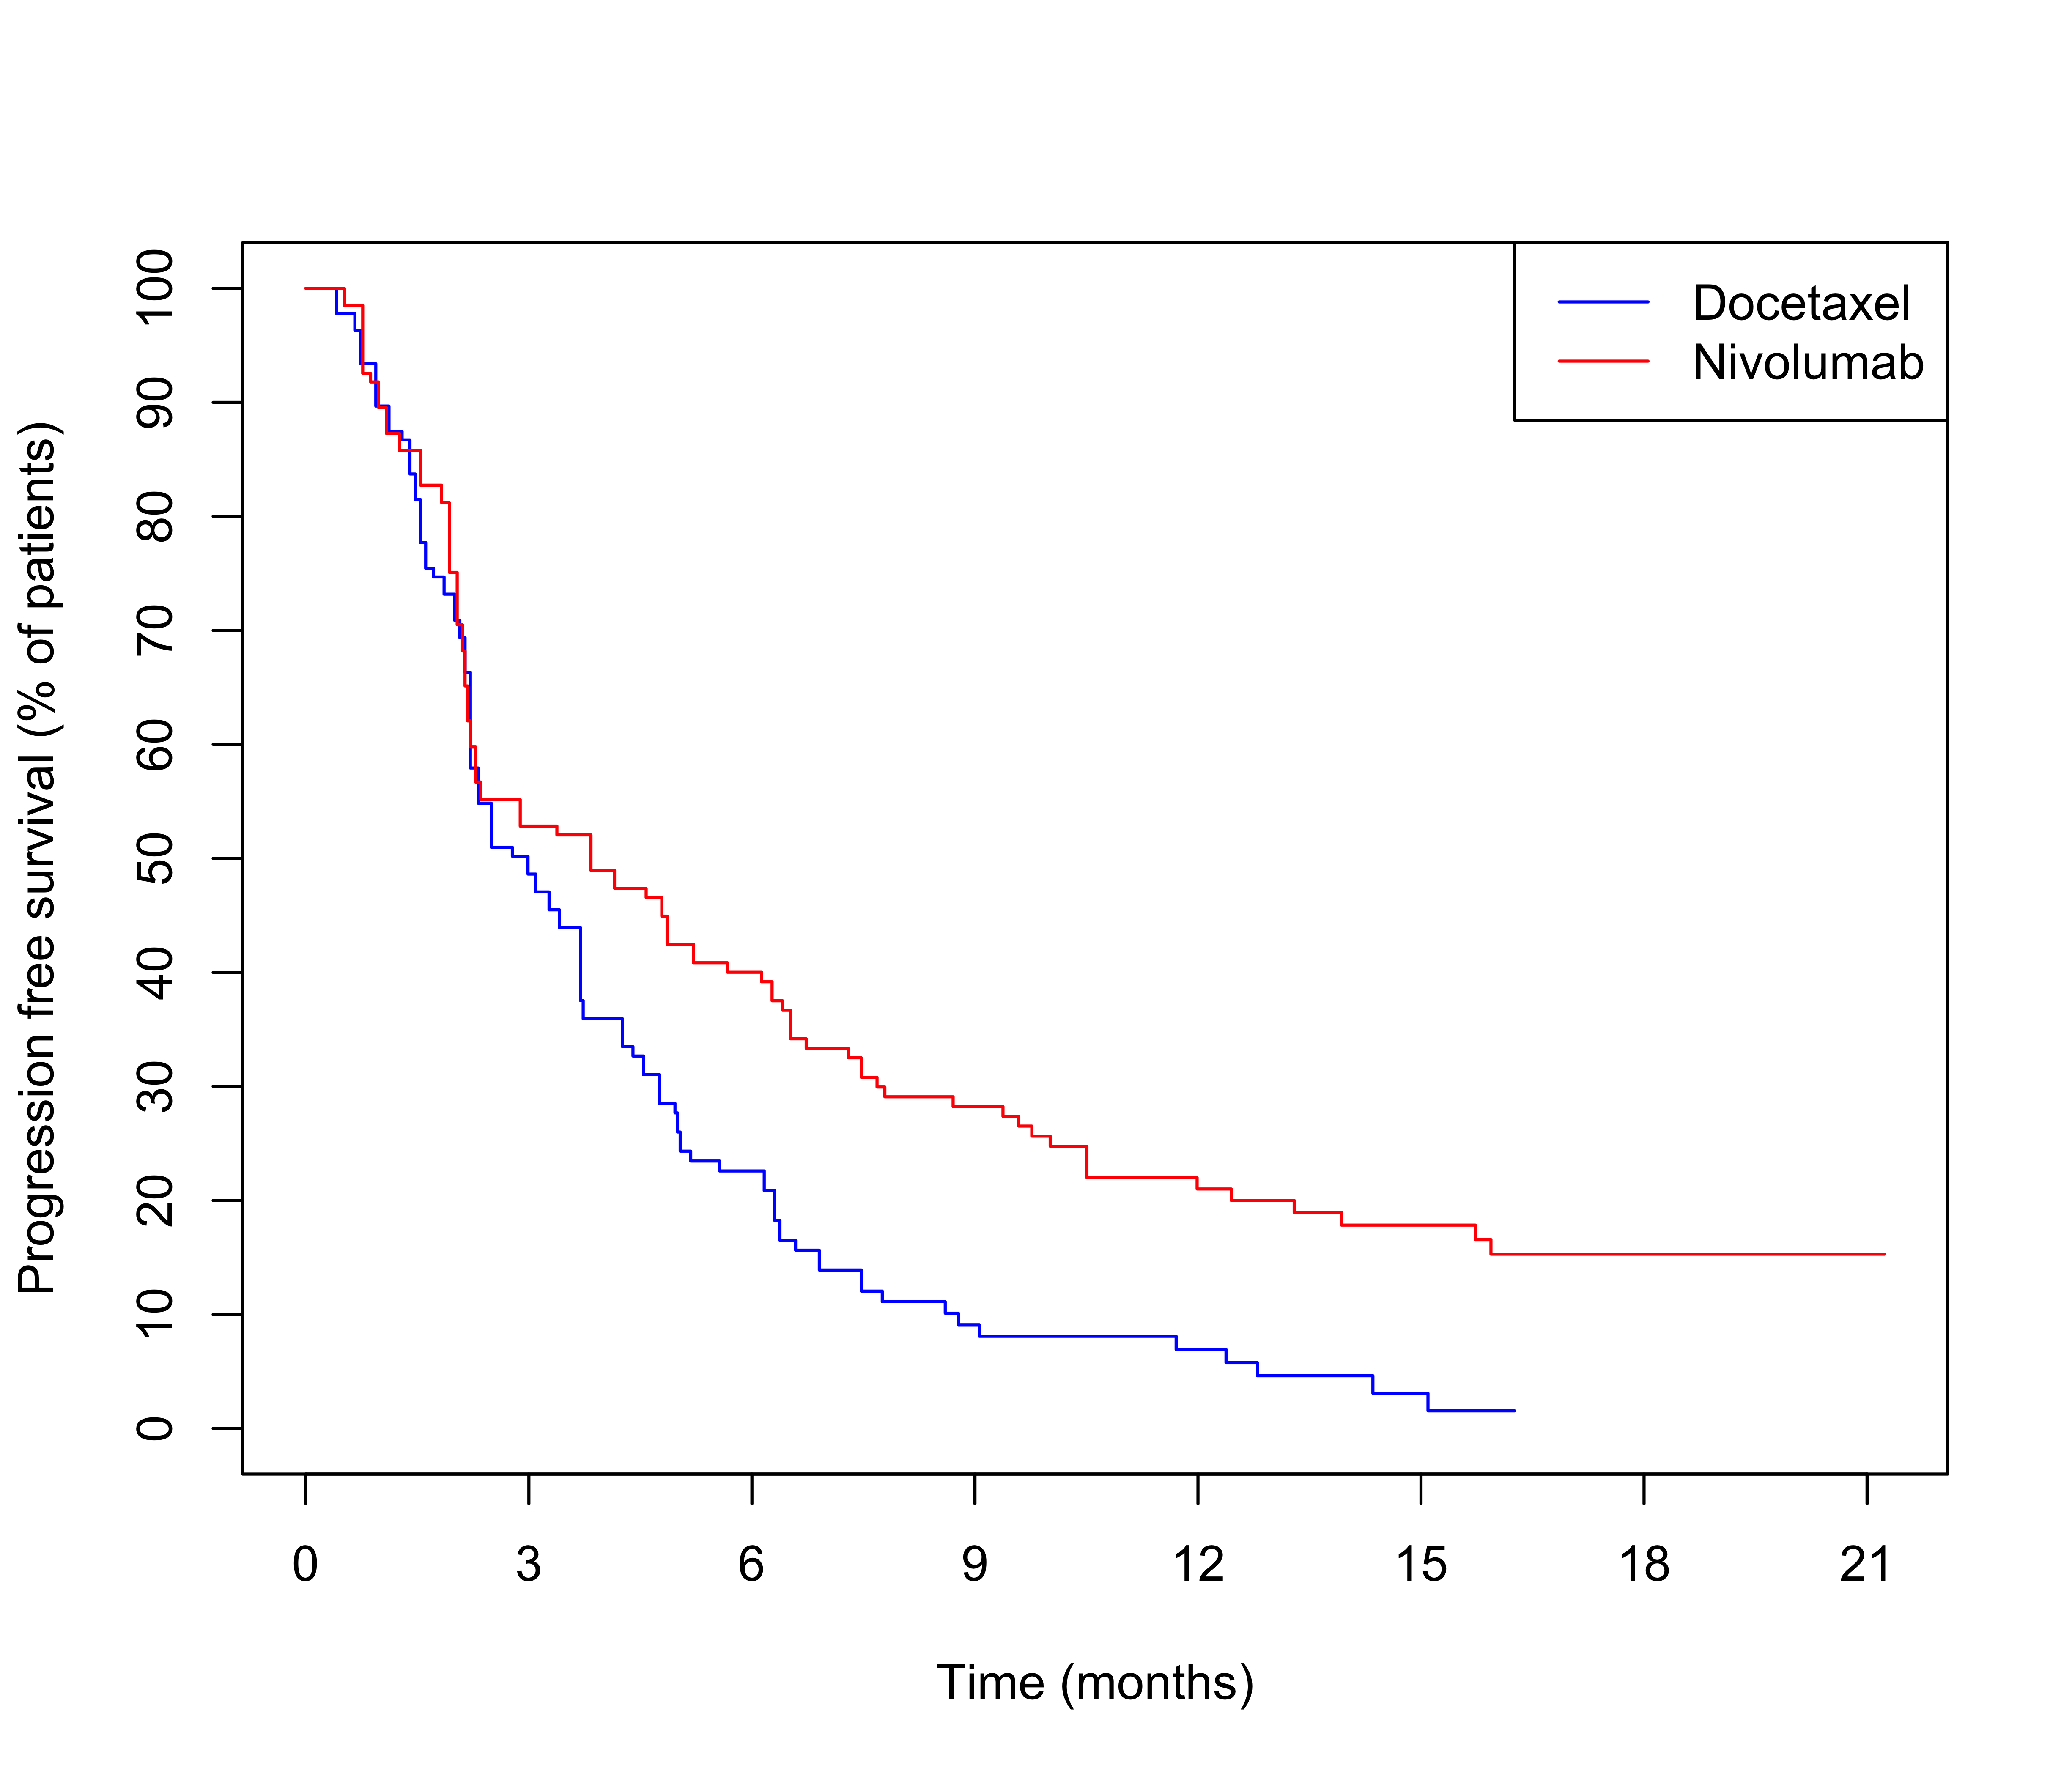 Docetaxel
Nivolumab
Progression free survival (% of patients)
100
90
80
70
60
50
40
30
20
10
0
0 3 6 9 12 15 18 21
Time (months)